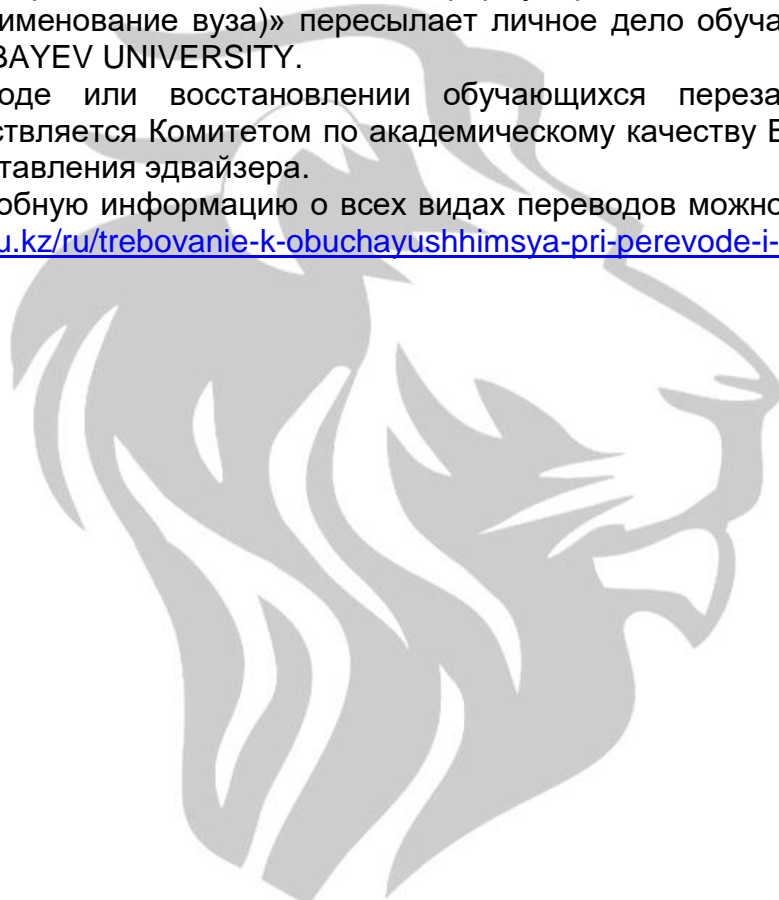 именование вуза)» пересылает личное дело обуча
BAYEV UNIVERSITY.
оде или восстановлении обучающихся переза
ствляется Комитетом по академическому качеству
тавления эдвайзера.
обную информацию о всех видах переводов можно
u.kz/ru/trebovanie-k-obuchayushhimsya-pri-perevode-i-